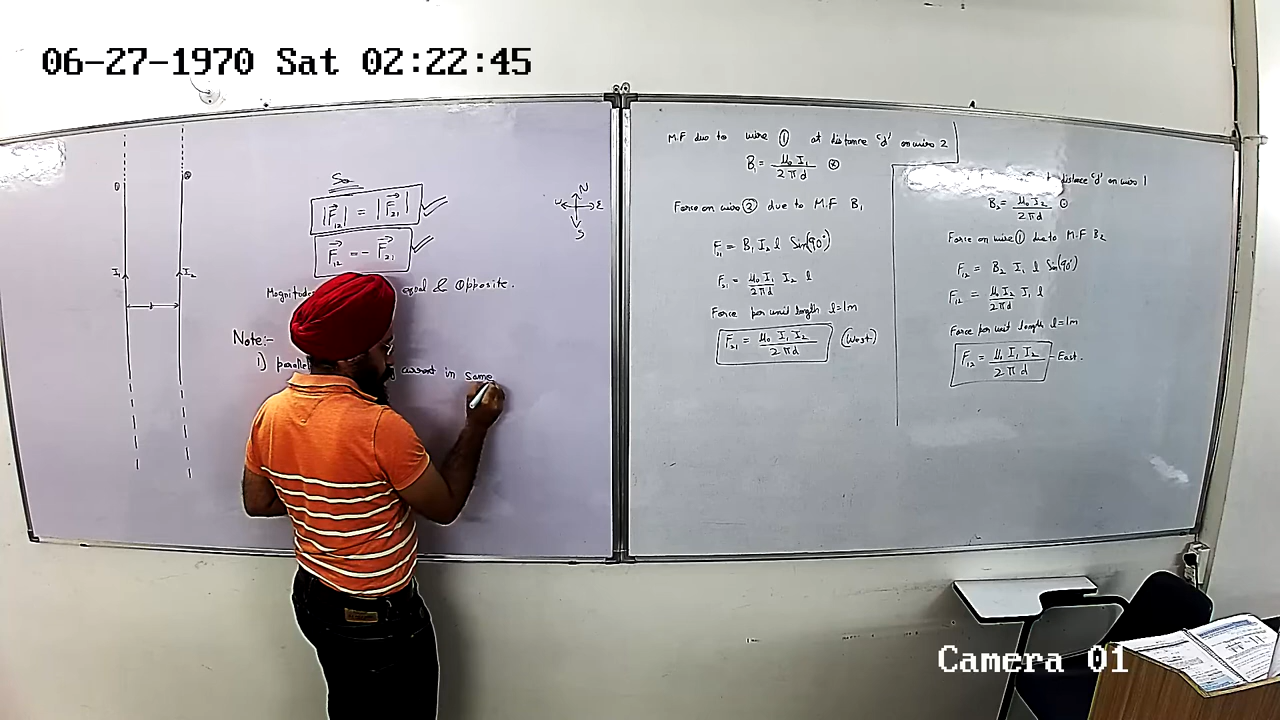 06-27-1970 Sat 02:22:45
I₁
I₂
So
|F⃗₁₂| = |F⃗₂₁|
F⃗₁₂ = - F⃗₂₁
Magnitude equal & opposite.
N
E
S
Note:-
1) parallel current in same
M.F due to wire ① at distance 'd' on wire 2
B₁ = μ₀ I₁ / 2πd ⊗
Force on wire ② due to M.F B₁
F₂₁ = B₁ I₂ l Sin(90°)
F₂₁ = μ₀ I₁ / 2πd I₂ l
Force per unit length l=1m
F₂₁ = μ₀ I₁ I₂ / 2πd (West)
distance 'd' on wire 1
B₂ = μ₀ I₂ / 2πd ⊙
Force on wire ① due to M.F B₂
F₁₂ = B₂ I₁ l Sin(90°)
F₁₂ = μ₀ I₂ / 2πd I₁ l
Force per unit length l=1m
F₁₂ = μ₀ I₁ I₂ / 2πd - East.
Camera 01